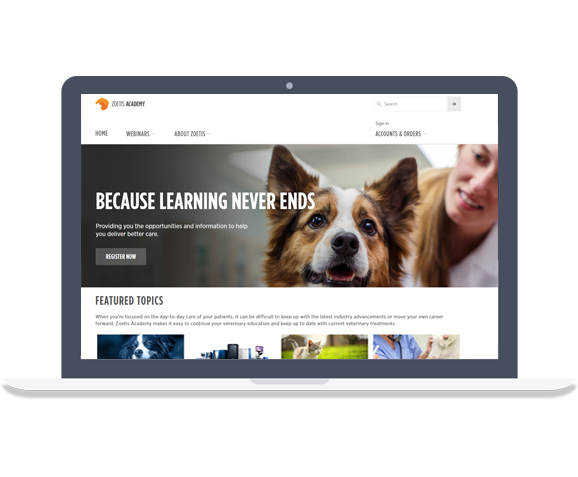 ZOETIS ACADEMY
Search
Sign in
HOME
WEBINARS
ABOUT ZOETIS
ACCOUNTS & ORDERS
BECAUSE LEARNING NEVER ENDS
Providing you the opportunities and information to help
you deliver better care.
REGISTER NOW
FEATURED TOPICS
When you're focused on the day-to-day care of your patients, it can be difficult to keep up with the latest industry advancements or move your own career
forward. Zoetis Academy makes it easy to continue your veterinary education and keep up to date with current veterinary treatments.